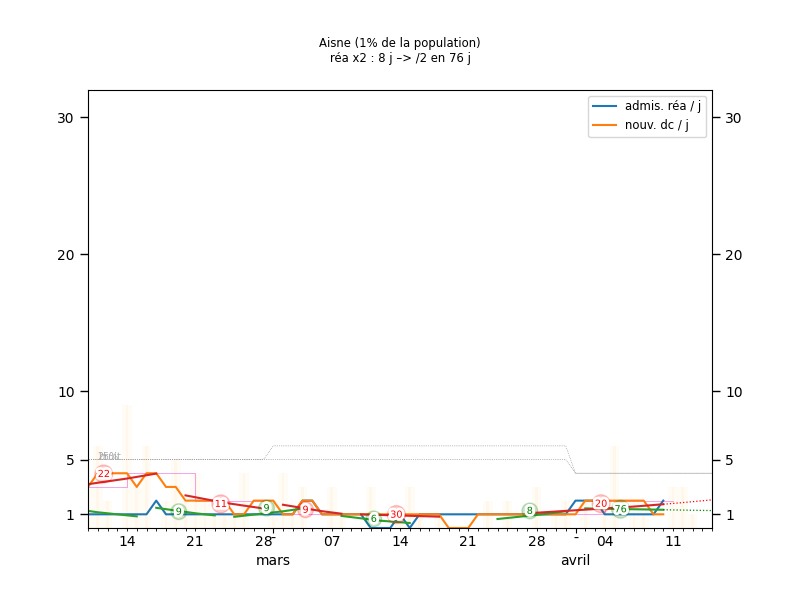 Aisne (1% de la population)
réa x2 : 8 j –> /2 en 76 j
admis. réa / j
nouv. dc / j
30 30
20 20
10 10
5 5
1 1
22 9 11 9 9 6 30 8 20 76
14 21 28 07 14 21 28 04 11
mars avril